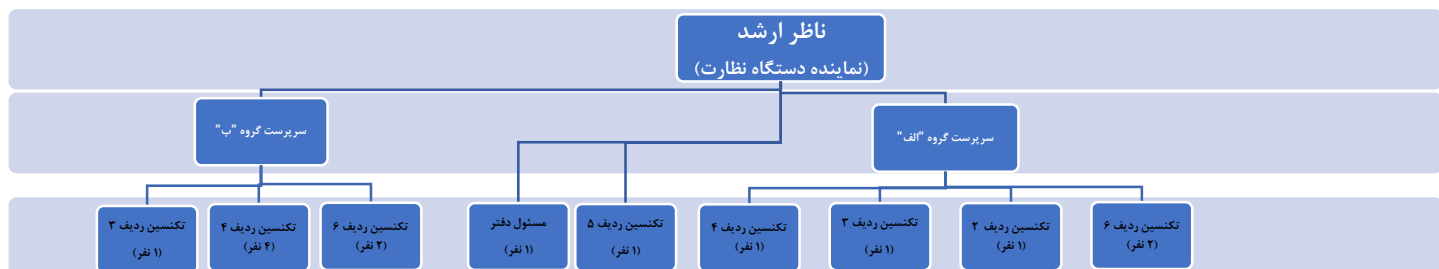 ناظر ارشد
(نماینده دستگاه نظارت)
سرپرست گروه "الف"
سرپرست گروه "ب"
تکنسین ردیف ۶
(۲ نفر)
تکنسین ردیف ۲
(۱ نفر)
تکنسین ردیف ۳
(۱ نفر)
تکنسین ردیف ۴
(۱ نفر)
تکنسین ردیف ۵
(۱ نفر)
مسئول دفتر
(۱ نفر)
تکنسین ردیف ۶
(۲ نفر)
تکنسین ردیف ۴
(۴ نفر)
تکنسین ردیف ۳
(۱ نفر)